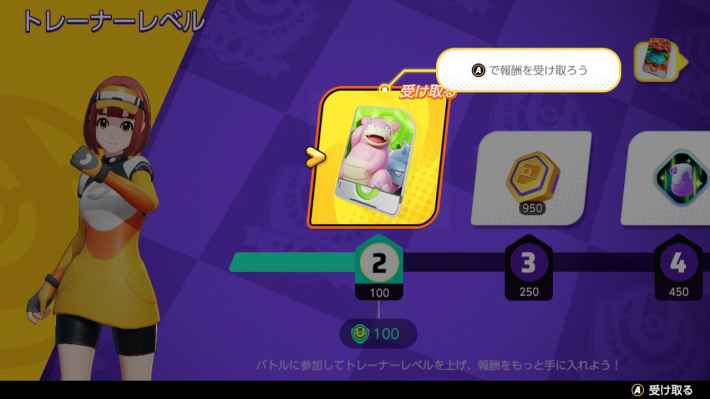 トレーナーレベル
Aで報酬を受け取ろう
受け取る
950
2
3
4
100
250
450
100
バトルに参加してトレーナーレベルを上げ、報酬をもっと手に入れよう！
A 受け取る